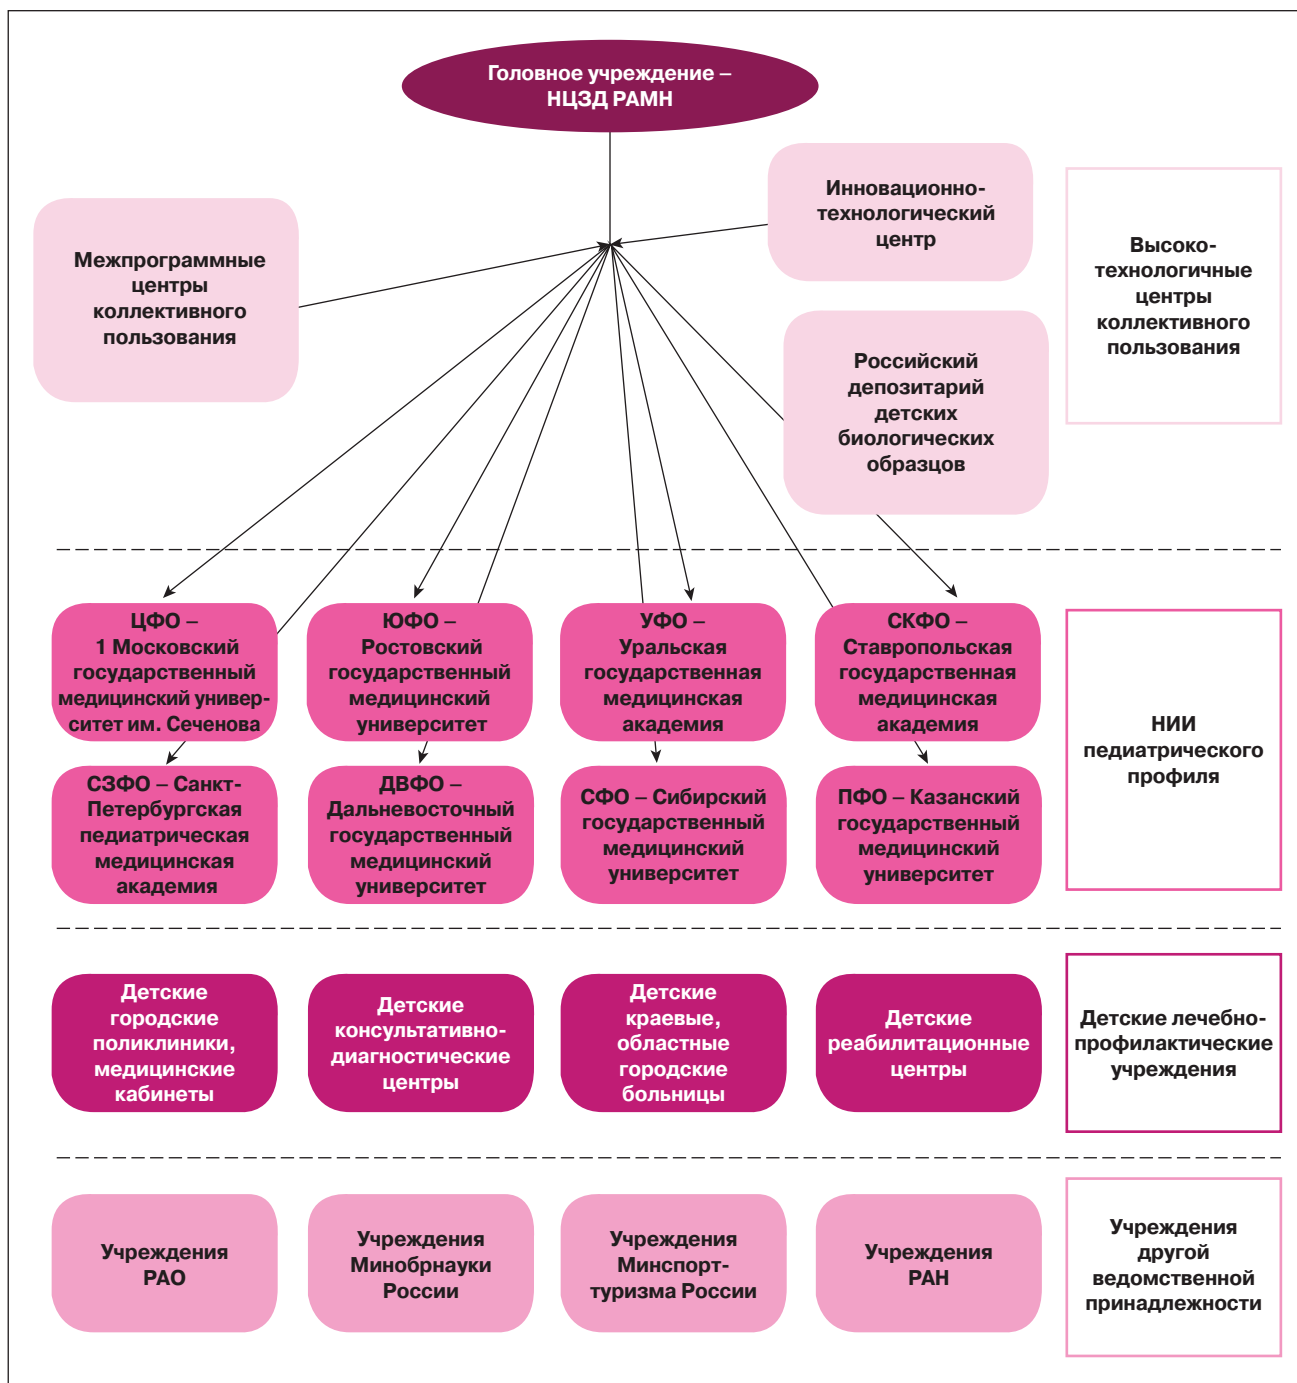 Головное учреждение –
НЦЗД РАМН
Межпрограммные
центры
коллективного
пользования
Инновационно-
технологический
центр
Российский
депозитарий
детских
биологических
образцов
Высоко-
технологичные
центры
коллективного
пользования
ЦФО –
1 Московский
государственный
медицинский универ-
ситет им. Сеченова
ЮФО –
Ростовский
государственный
медицинский
университет
УФО –
Уральская
государственная
медицинская
академия
СКФО –
Ставропольская
государственная
медицинская
академия
СЗФО – Санкт-
Петербургская
педиатрическая
медицинская
академия
ДВФО –
Дальневосточный
государственный
медицинский
университет
СФО – Сибирский
государственный
медицинский
университет
ПФО – Казанский
государственный
медицинский
университет
НИИ
педиатрического
профиля
Детские
городские
поликлиники,
медицинские
кабинеты
Детские
консультативно-
диагностические
центры
Детские
краевые,
областные
городские
больницы
Детские
реабилитационные
центры
Детские лечебно-
профилактические
учреждения
Учреждения
РАО
Учреждения
Минобрнауки
России
Учреждения
Минспорт-
туризма России
Учреждения
РАН
Учреждения
другой
ведомственной
принадлежности